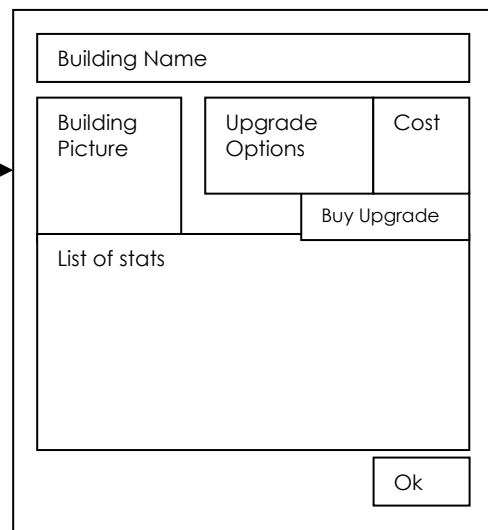 Building Name
Building
Picture
Upgrade
Options
Cost
Buy Upgrade
List of stats
Ok